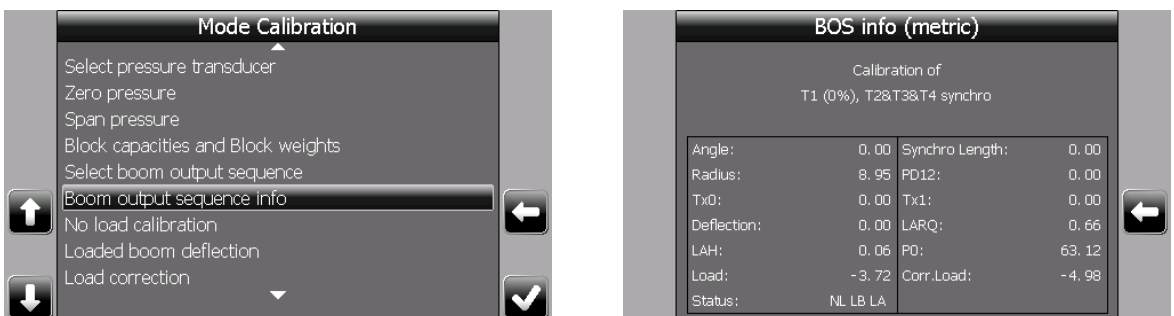 Mode Calibration
Select pressure transducer
Zero pressure
Span pressure
Block capacities and Block weights
Select boom output sequence
Boom output sequence info
No load calibration
Loaded boom deflection
Load correction
BOS info (metric)
Calibration of
T1 (0%), T2&T3&T4 synchro
Angle: 0.00 Synchro Length: 0.00
Radius: 8.95 PD12: 0.00
Tx0: 0.00 Tx1: 0.00
Deflection: 0.00 LARQ: 0.66
LAH: 0.06 P0: 63.12
Load: -3.72 Corr.Load: -4.98
Status: NL LB LA